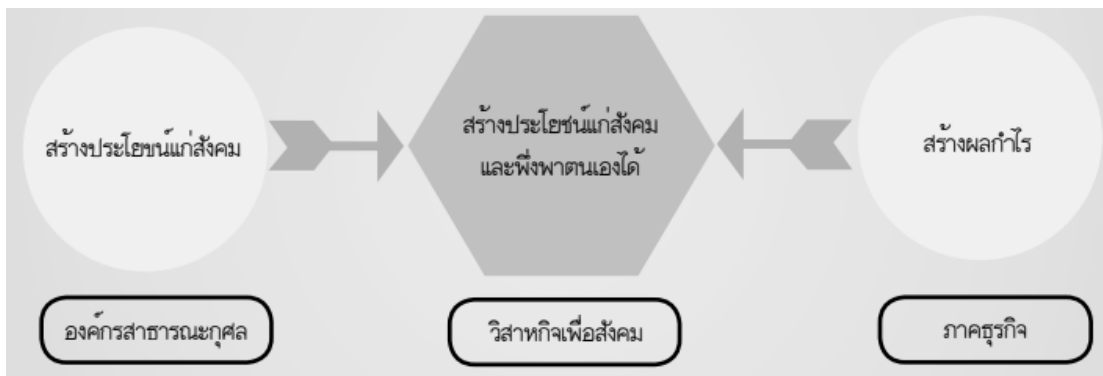 สร้างประโยขน์แก่สังคม
สร้างประโยชน์แก่สังคม
และพึ่งพาตนเองได้
สร้างผลกำไร
องค์กรสาธารณะกุศล
วิสาหกิจเพื่อสังคม
ภาคธุรกิจ